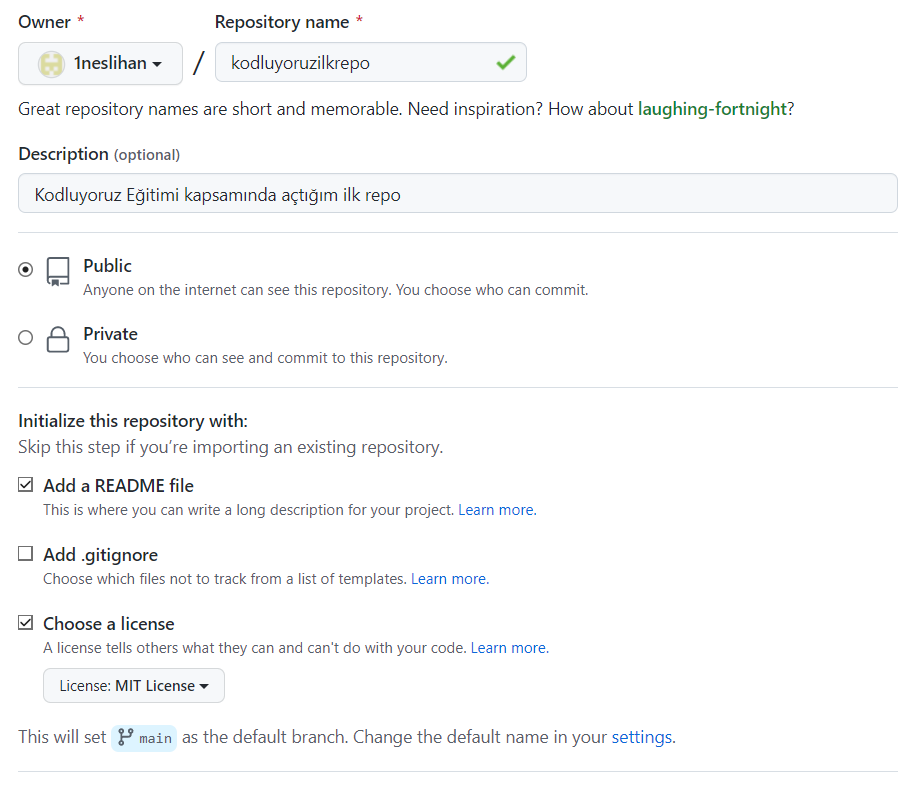 Owner * Repository name *
1neslihan / kodluyoruzilkrepo
Great repository names are short and memorable. Need inspiration? How about laughing-fortnight?
Description (optional)
Kodluyoruz Eğitimi kapsamında açtığım ilk repo
Public
Anyone on the internet can see this repository. You choose who can commit.
Private
You choose who can see and commit to this repository.
Initialize this repository with:
Skip this step if you’re importing an existing repository.
Add a README file
This is where you can write a long description for your project. Learn more.
Add .gitignore
Choose which files not to track from a list of templates. Learn more.
Choose a license
A license tells others what they can and can't do with your code. Learn more.
License: MIT License
This will set main as the default branch. Change the default name in your settings.